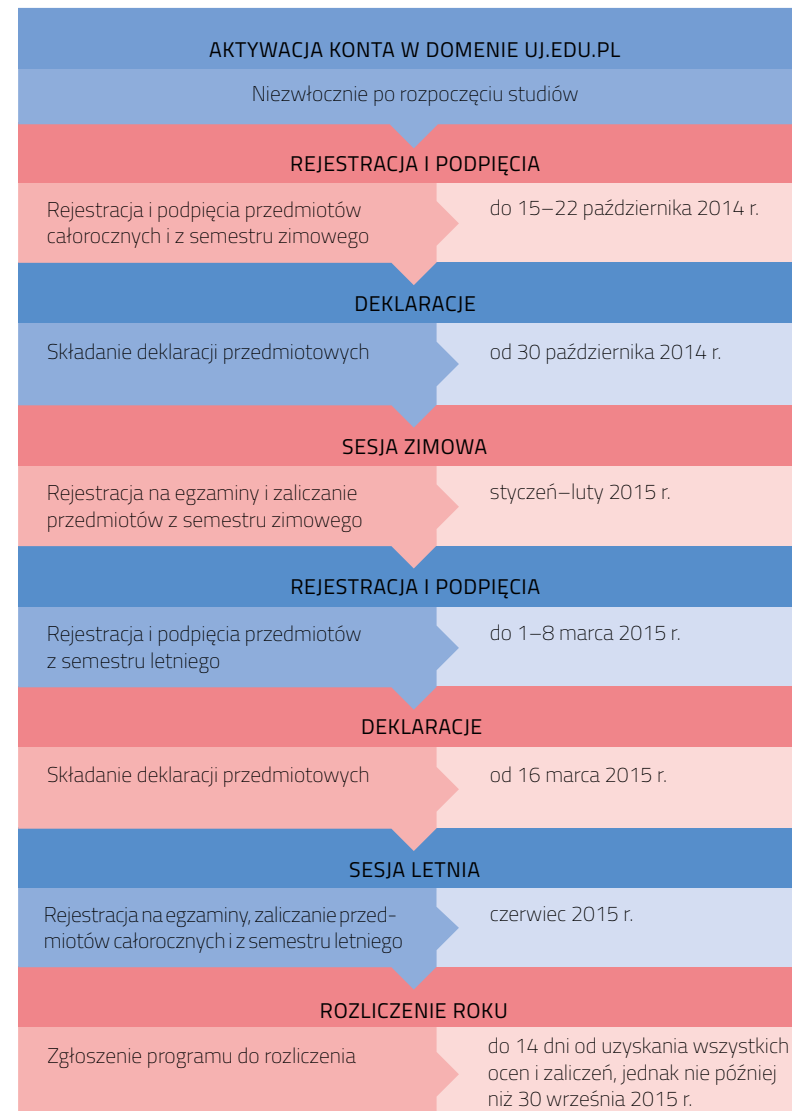 AKTYWACJA KONTA W DOMENIE UJ.EDU.PL
Niezwłocznie po rozpoczęciu studiów
REJESTRACJA I PODPIĘCIA
Rejestracja i podpięcia przedmiotów
całorocznych i z semestru zimowego
do 15–22 października 2014 r.
DEKLARACJE
Składanie deklaracji przedmiotowych
od 30 października 2014 r.
SESJA ZIMOWA
Rejestracja na egzaminy i zaliczanie
przedmiotów z semestru zimowego
styczeń–luty 2015 r.
REJESTRACJA I PODPIĘCIA
Rejestracja i podpięcia przedmiotów
z semestru letniego
do 1–8 marca 2015 r.
DEKLARACJE
Składanie deklaracji przedmiotowych
od 16 marca 2015 r.
SESJA LETNIA
Rejestracja na egzaminy, zaliczanie przed-
miotów całorocznych i z semestru letniego
czerwiec 2015 r.
ROZLICZENIE ROKU
Zgłoszenie programu do rozliczenia
do 14 dni od uzyskania wszystkich
ocen i zaliczeń, jednak nie później
niż 30 września 2015 r.